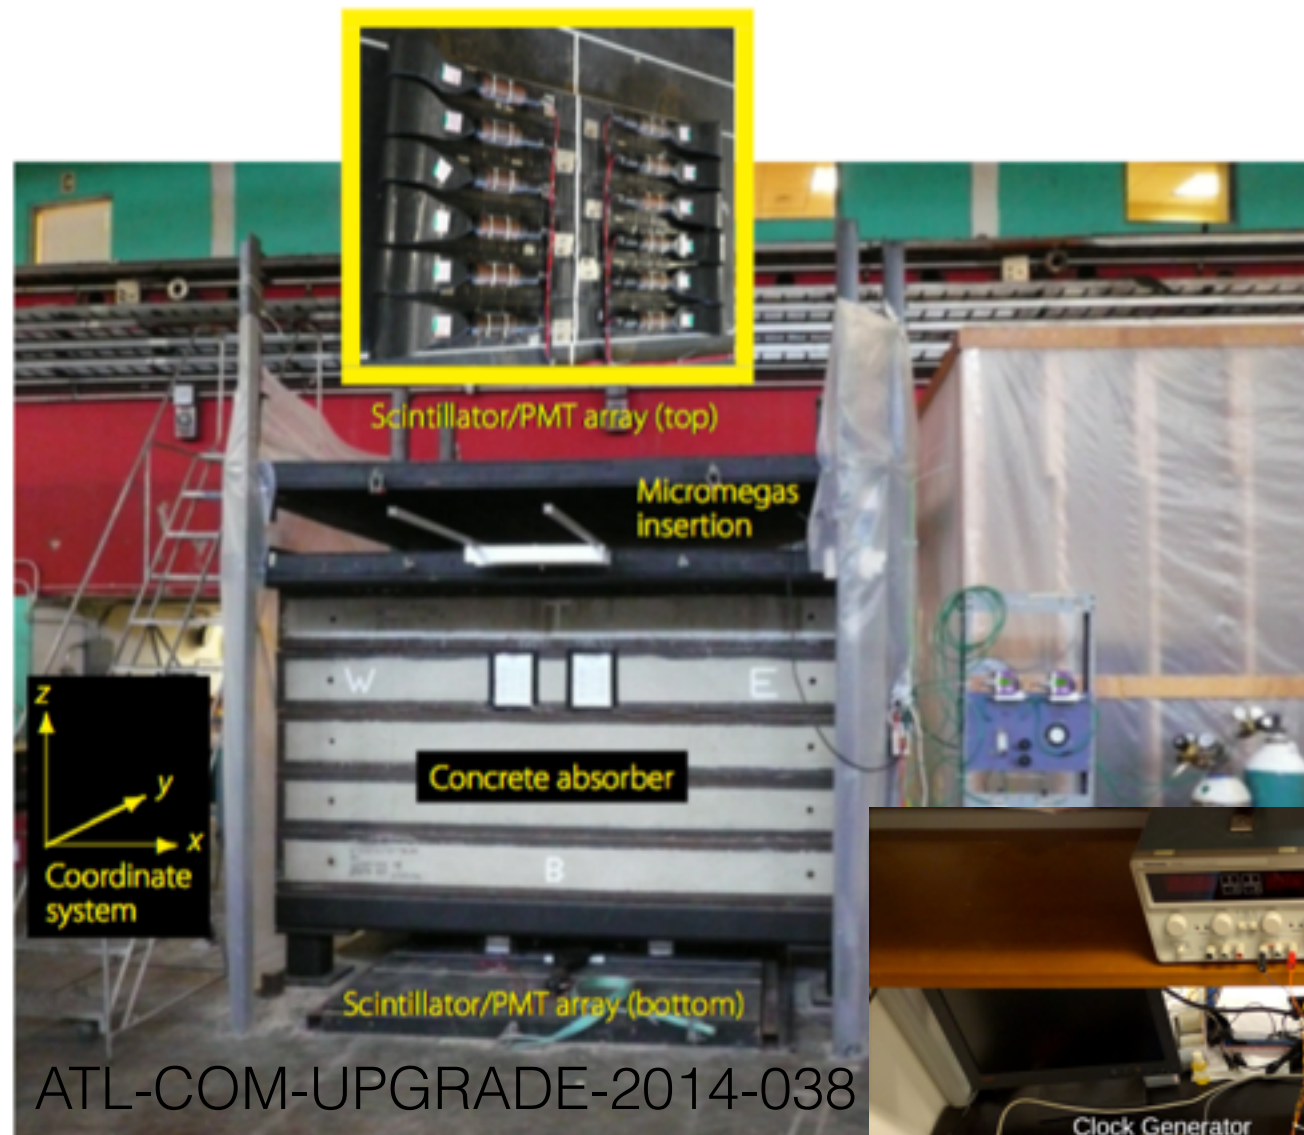 Scintillator/PMT array (top)
Micromegas
insertion
W
E
z
y
x
Concrete absorber
Coordinate
system
B
Scintillator/PMT array (bottom)
ATL-COM-UPGRADE-2014-038
Clock Generator